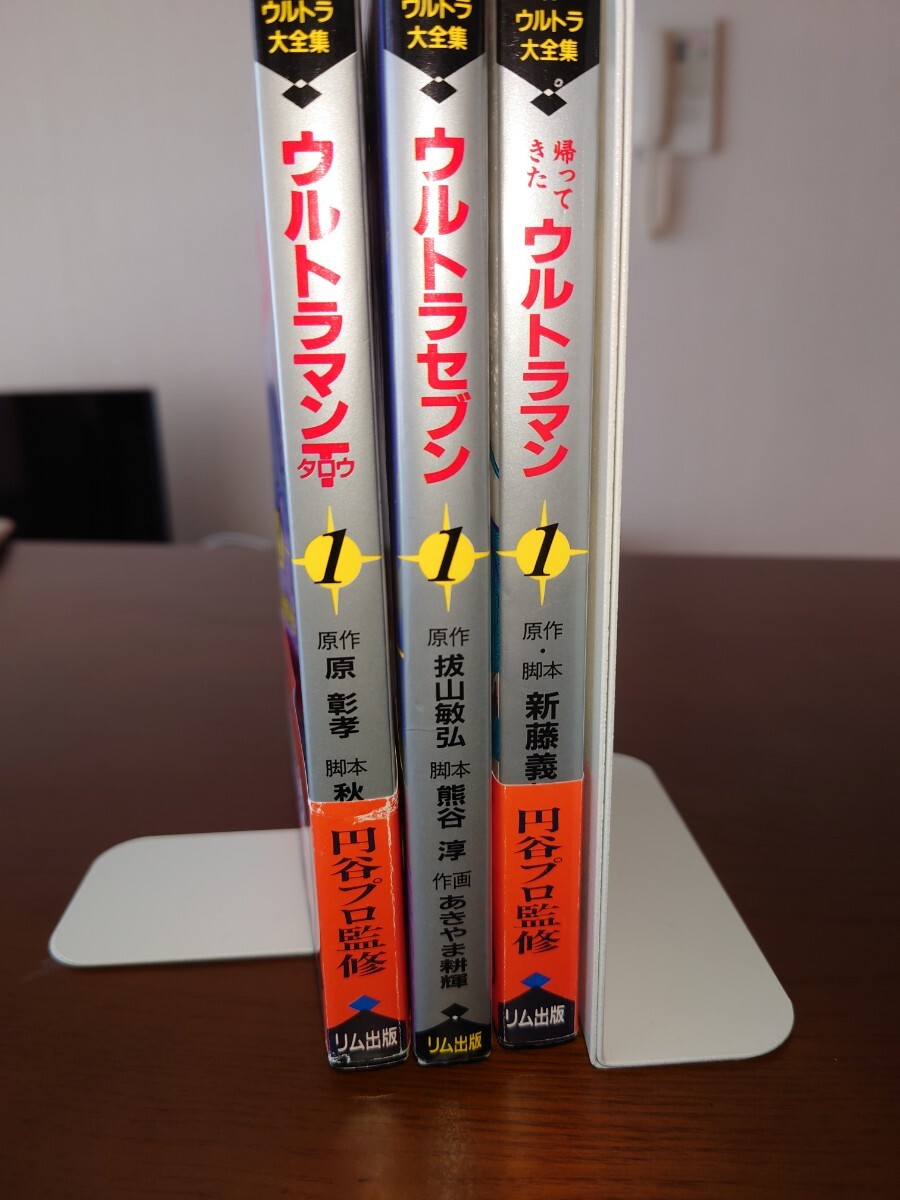 ウルトラ
大全集
ウルトラマン
タロウ
1
原作
原 彰孝
脚本
秋
円谷プロ監修
リム出版
ウルトラ
大全集
ウルトラセブン
1
原作
拔山敏弘
脚本
熊谷 淳
作画
あきやま耕輝
リム出版
ウルトラ
大全集
帰って
きた
ウルトラマン
1
原作・脚本
新藤義
円谷プロ監修
リム出版